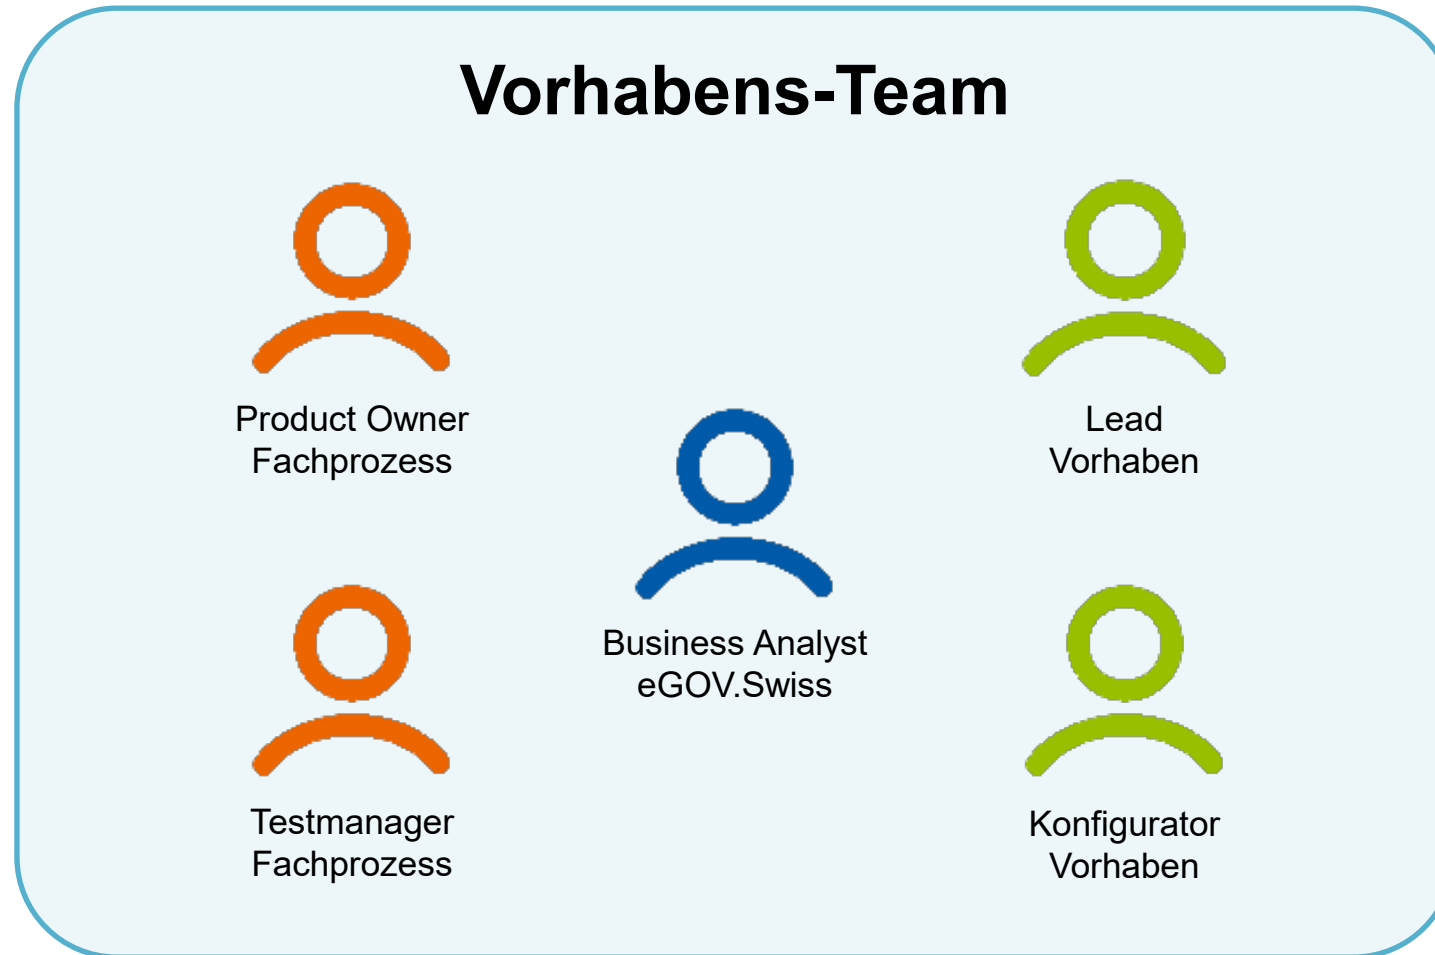 Vorhabens-Team
Product Owner
Fachprozess
Lead
Vorhaben
Business Analyst
eGOV.Swiss
Testmanager
Fachprozess
Konfigurator
Vorhaben